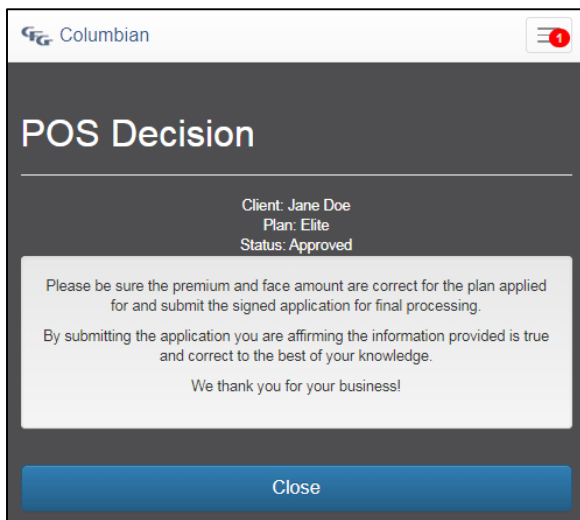 CFG Columbian
1
POS Decision
Client: Jane Doe
Plan: Elite
Status: Approved
Please be sure the premium and face amount are correct for the plan applied
for and submit the signed application for final processing.
By submitting the application you are affirming the information provided is true
and correct to the best of your knowledge.
We thank you for your business!
Close